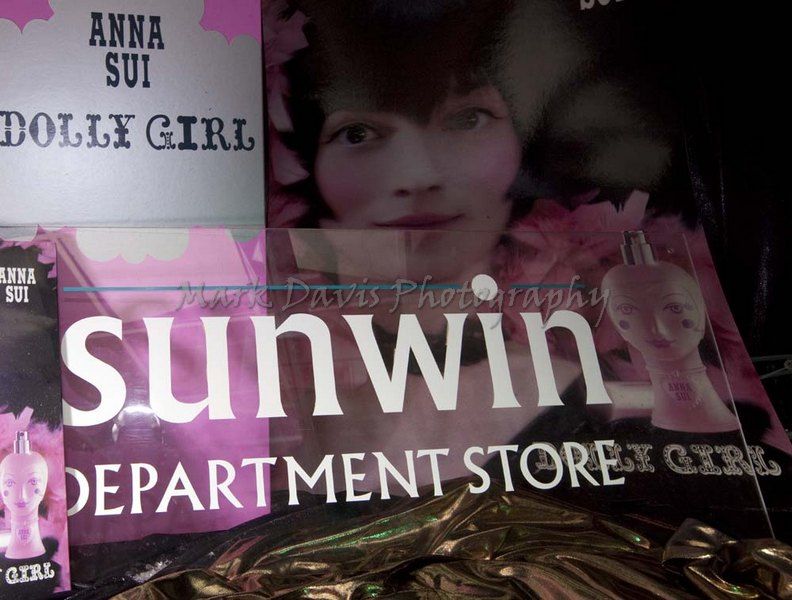 ANNA
SUI
DOLLY GIRL
ANNA
SUI
Mark Davis Photography
sunwin
DEPARTMENT STORE
ANNA
SUI
DOLLY GIRL
GIRL